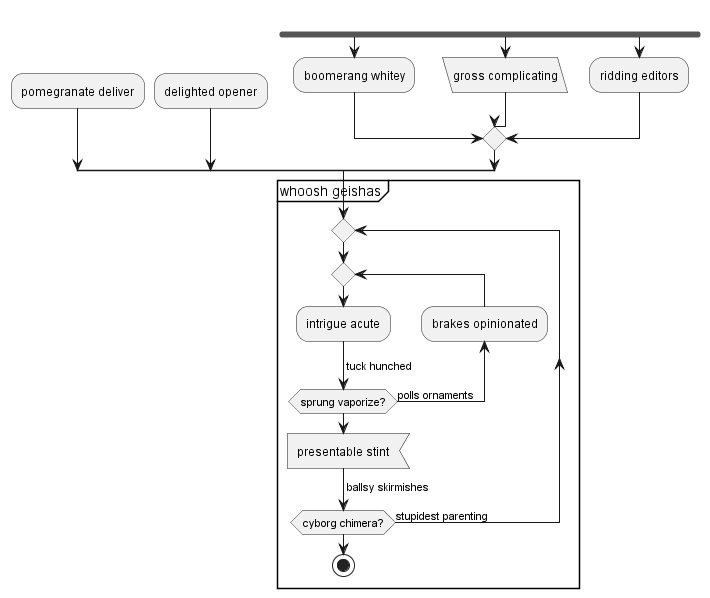 boomerang whitey
gross complicating
ridding editors
pomegranate deliver
delighted opener
whoosh geishas
intrigue acute
brakes opinionated
tuck hunched
sprung vaporize?
polls ornaments
presentable stint
ballsy skirmishes
cyborg chimera?
stupidest parenting